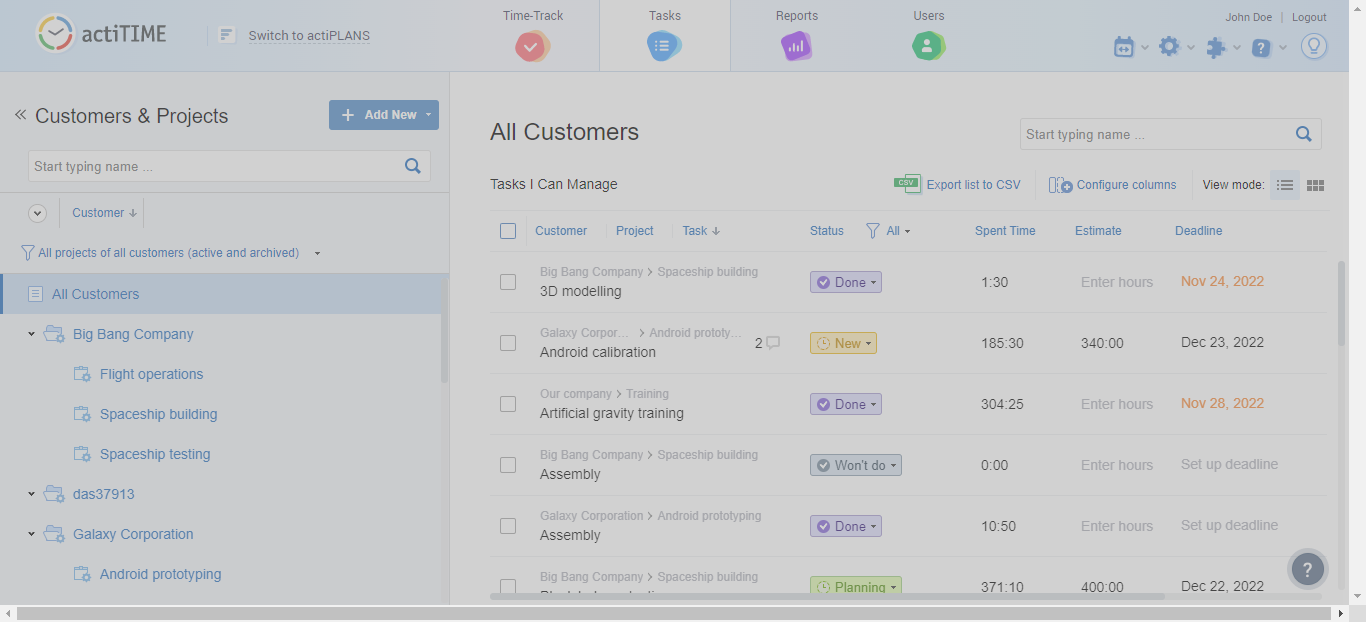 actiTIME
Switch to actiPLANS
Time-Track
Tasks
Reports
Users
John Doe | Logout
Customers & Projects
+ Add New
Start typing name ...
Customer
All projects of all customers (active and archived)
All Customers
Big Bang Company
Flight operations
Spaceship building
Spaceship testing
das37913
Galaxy Corporation
Android prototyping
All Customers
Start typing name ...
Tasks I Can Manage
CSV Export list to CSV
Configure columns
View mode:
Customer Project Task Status All Spent Time Estimate Deadline
Big Bang Company > Spaceship building
3D modelling Done 1:30 Enter hours Nov 24, 2022
Galaxy Corpor... > Android prototy...
Android calibration 2 New 185:30 340:00 Dec 23, 2022
Our company > Training
Artificial gravity training Done 304:25 Enter hours Nov 28, 2022
Big Bang Company > Spaceship building
Assembly Won't do 0:00 Enter hours Set up deadline
Galaxy Corporation > Android prototyping
Assembly Done 10:50 Enter hours Set up deadline
Big Bang Company > Spaceship building
Planning 371:10 400:00 Dec 22, 2022
?